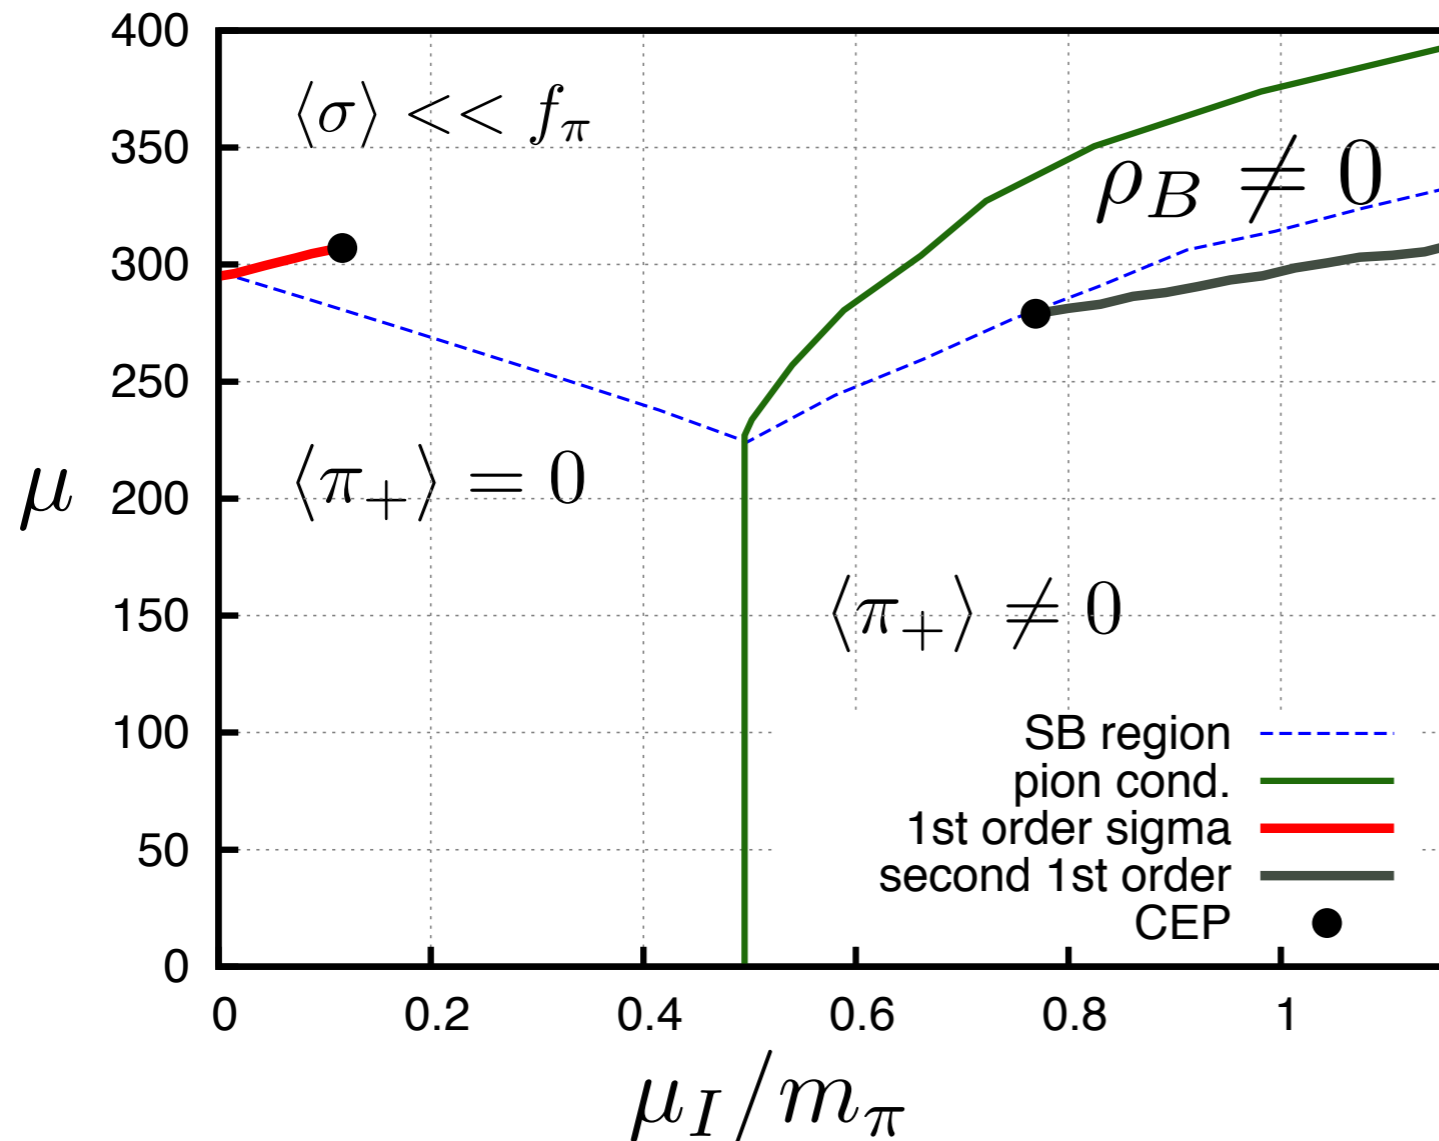 400
⟨σ⟩ << f_π
350
ρ_B ≠ 0
300
250
μ
200
⟨π_+⟩ = 0
150
⟨π_+⟩ ≠ 0
100
50
0
SB region
pion cond.
1st order sigma
second 1st order
CEP
0 0.2 0.4 0.6 0.8 1
μ_I/m_π